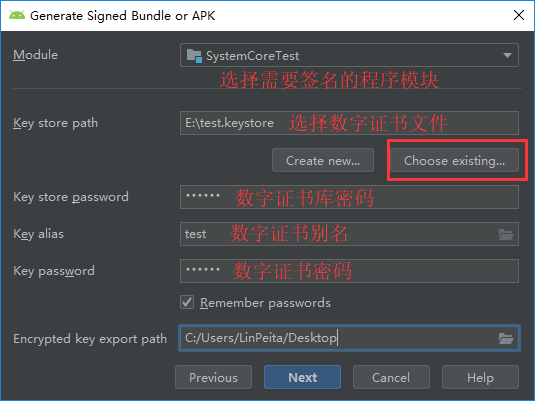 Generate Signed Bundle or APK
Module
SystemCoreTest
选择需要签名的程序模块
Key store path
E:\test.keystore
选择数字证书文件
Create new...
Choose existing...
Key store password
••••••
数字证书库密码
Key alias
test
数字证书别名
Key password
••••••
数字证书密码
Remember passwords
Encrypted key export path
C:/Users/LinPeita/Desktop
Previous
Next
Cancel
Help